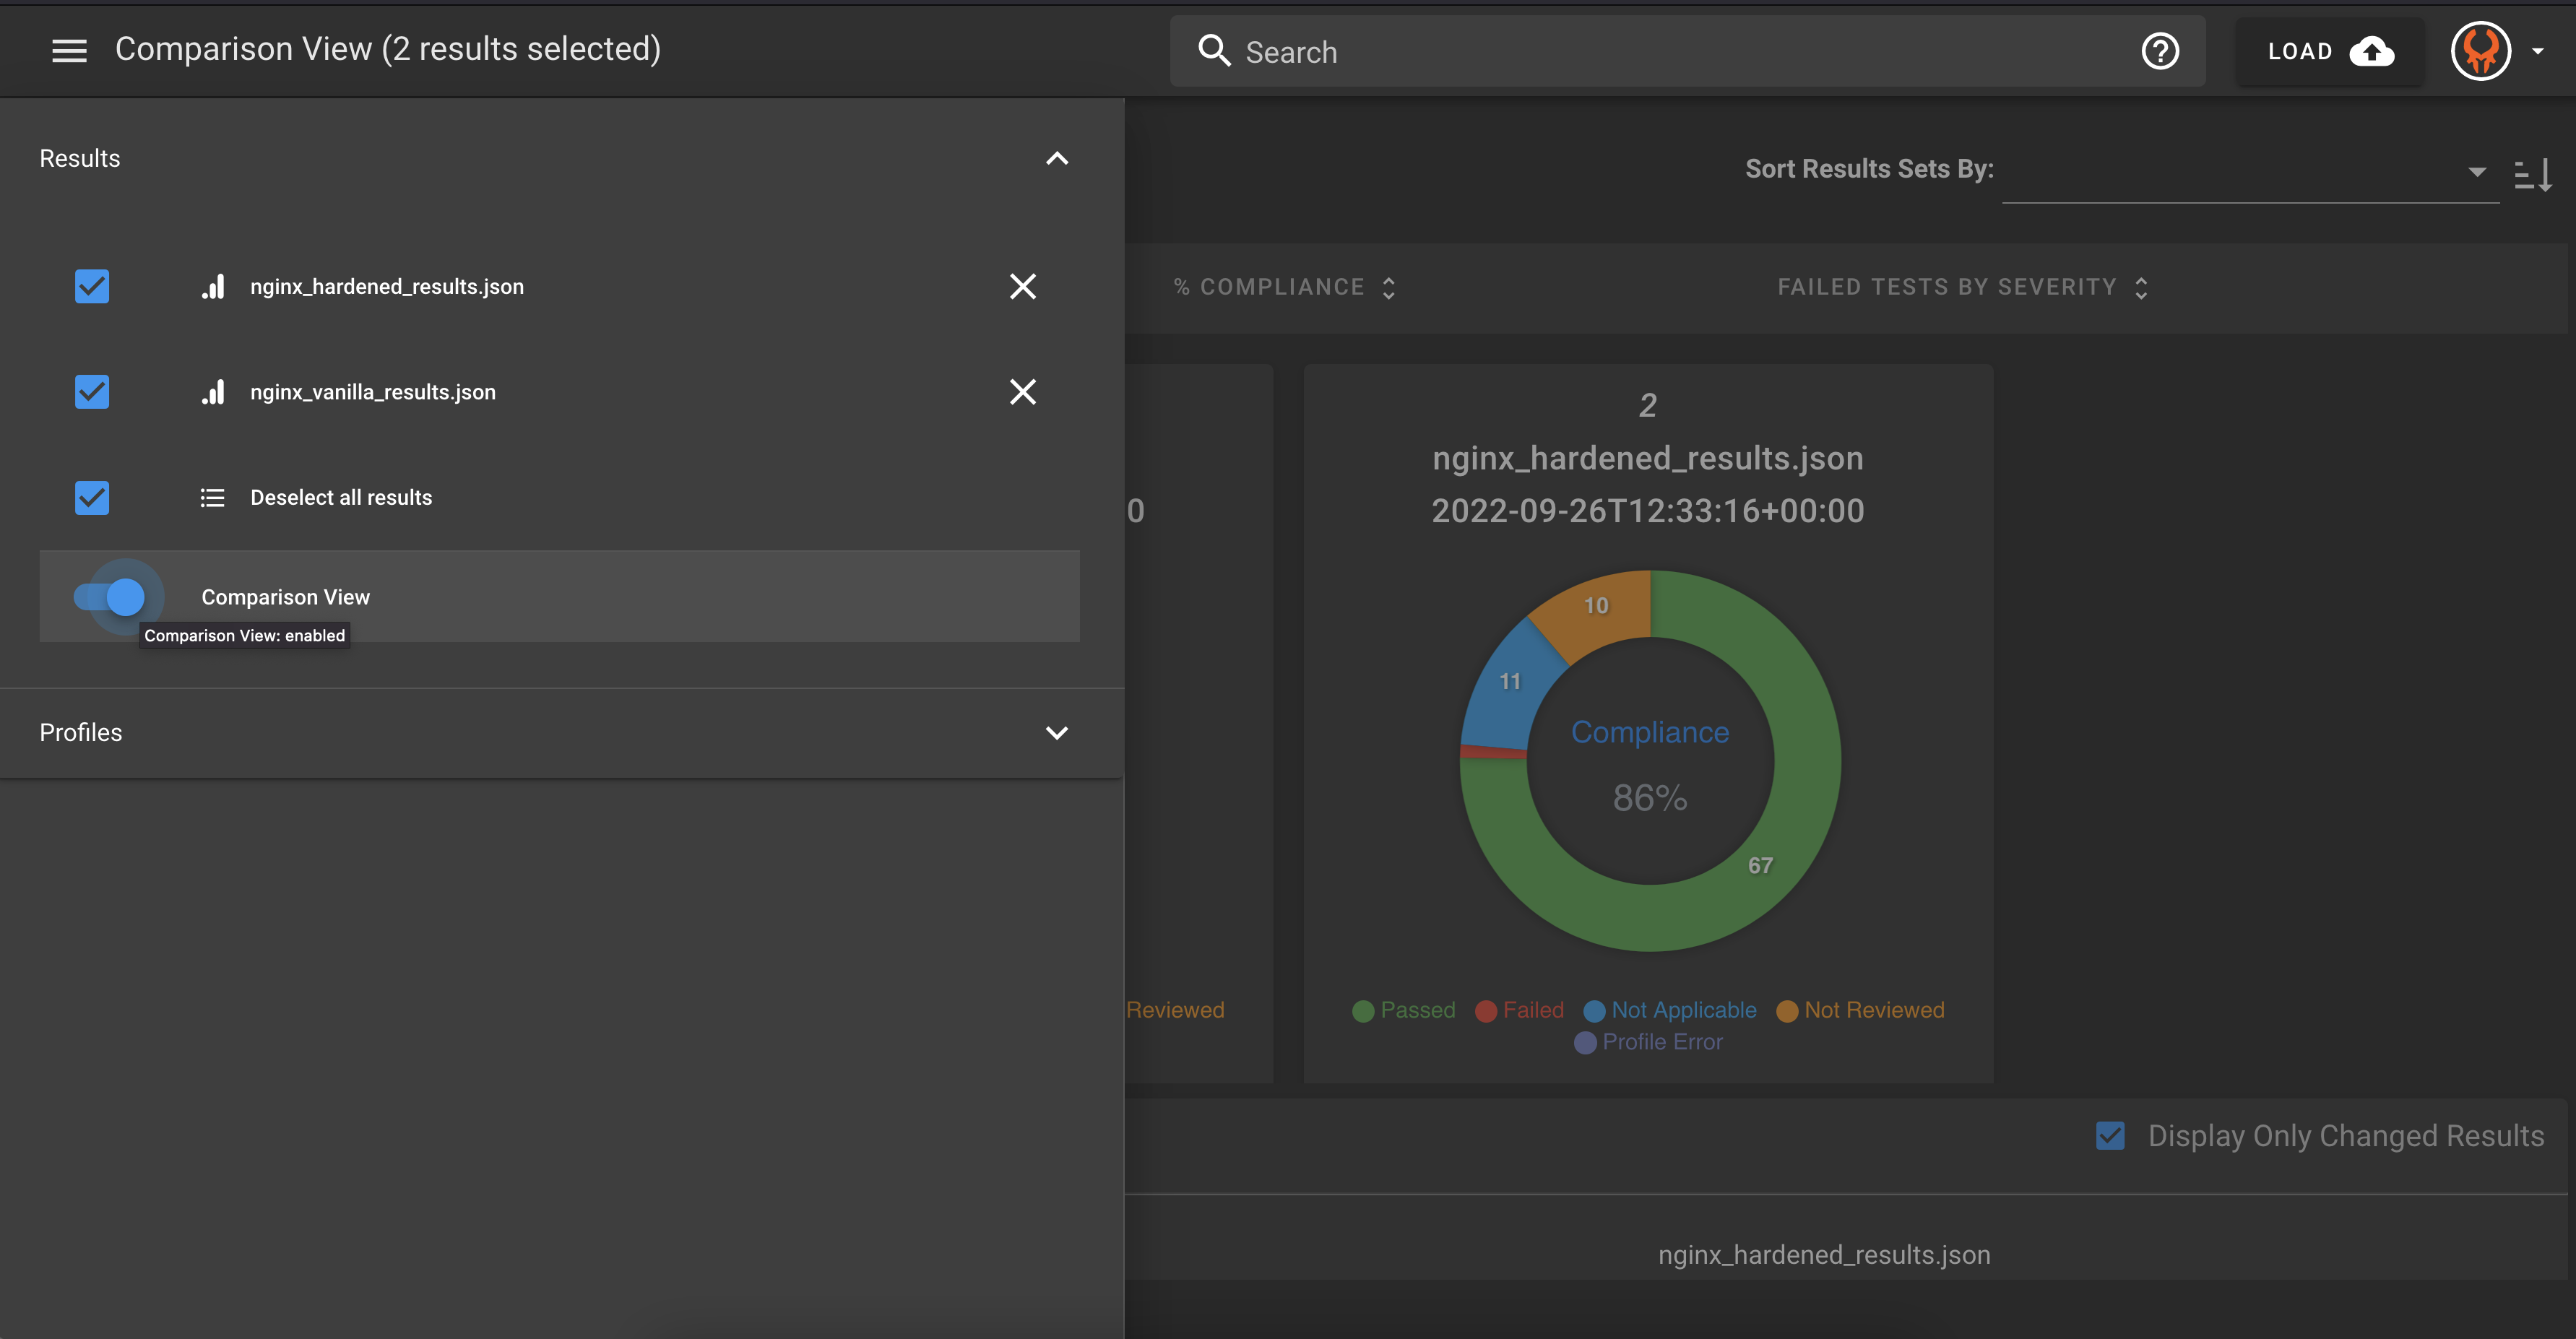 Comparison View (2 results selected)
Search
LOAD
Results
nginx_hardened_results.json
nginx_vanilla_results.json
Deselect all results
Comparison View
Comparison View: enabled
Profiles
Sort Results Sets By:
% COMPLIANCE
FAILED TESTS BY SEVERITY
0
Reviewed
2
nginx_hardened_results.json
2022-09-26T12:33:16+00:00
10
11
Compliance
86%
67
Passed Failed Not Applicable Not Reviewed
Profile Error
Display Only Changed Results
nginx_hardened_results.json